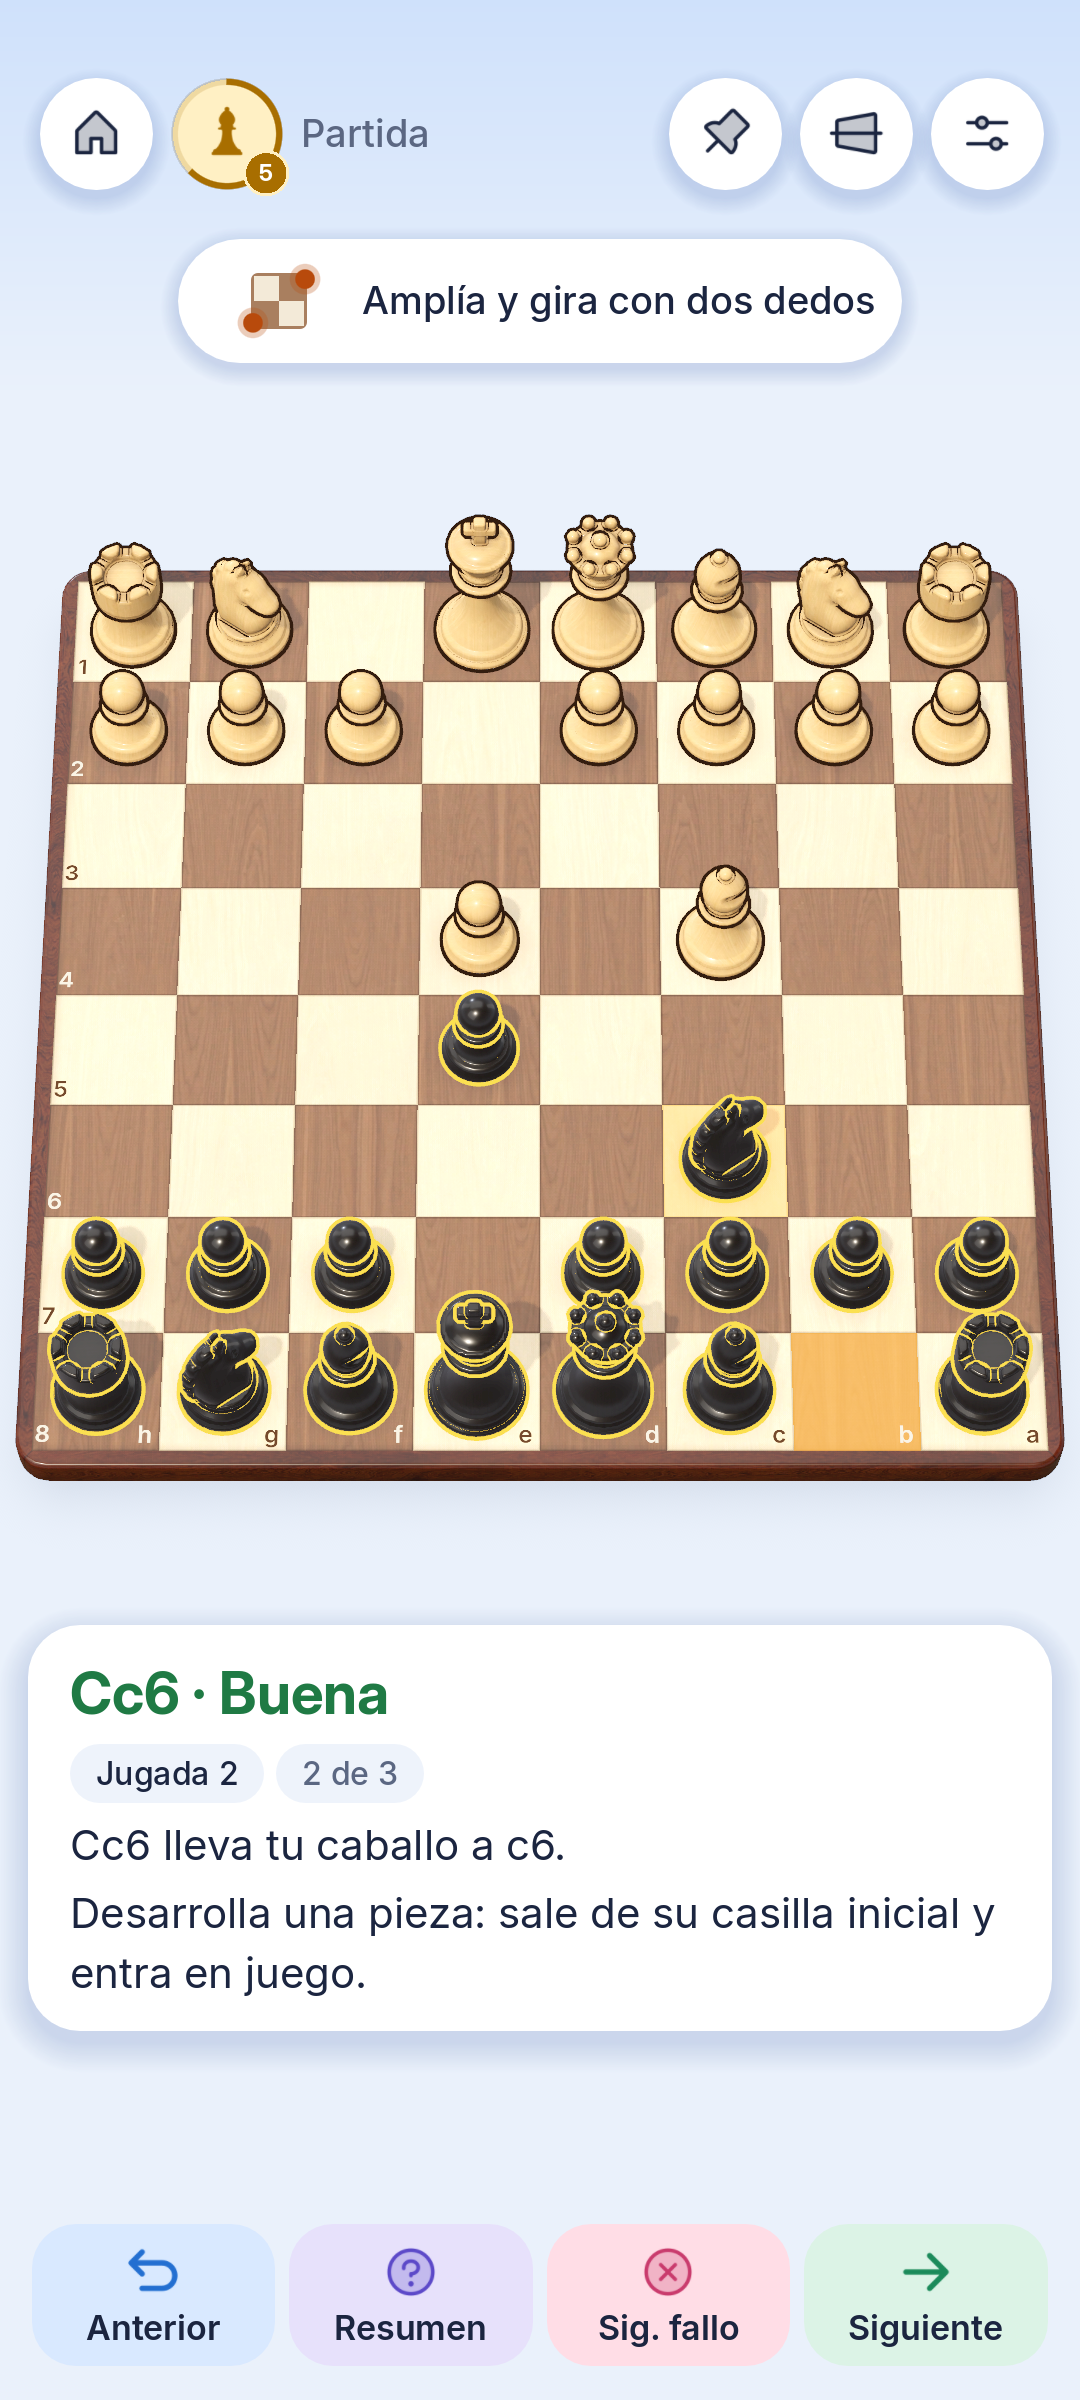 Partida
5
Amplía y gira con dos dedos
1
2
3
4
5
6
7
8 h g f e d c b a
Cc6 · Buena
Jugada 2 2 de 3
Cc6 lleva tu caballo a c6.
Desarrolla una pieza: sale de su casilla inicial y
entra en juego.
Anterior Resumen Sig. fallo Siguiente